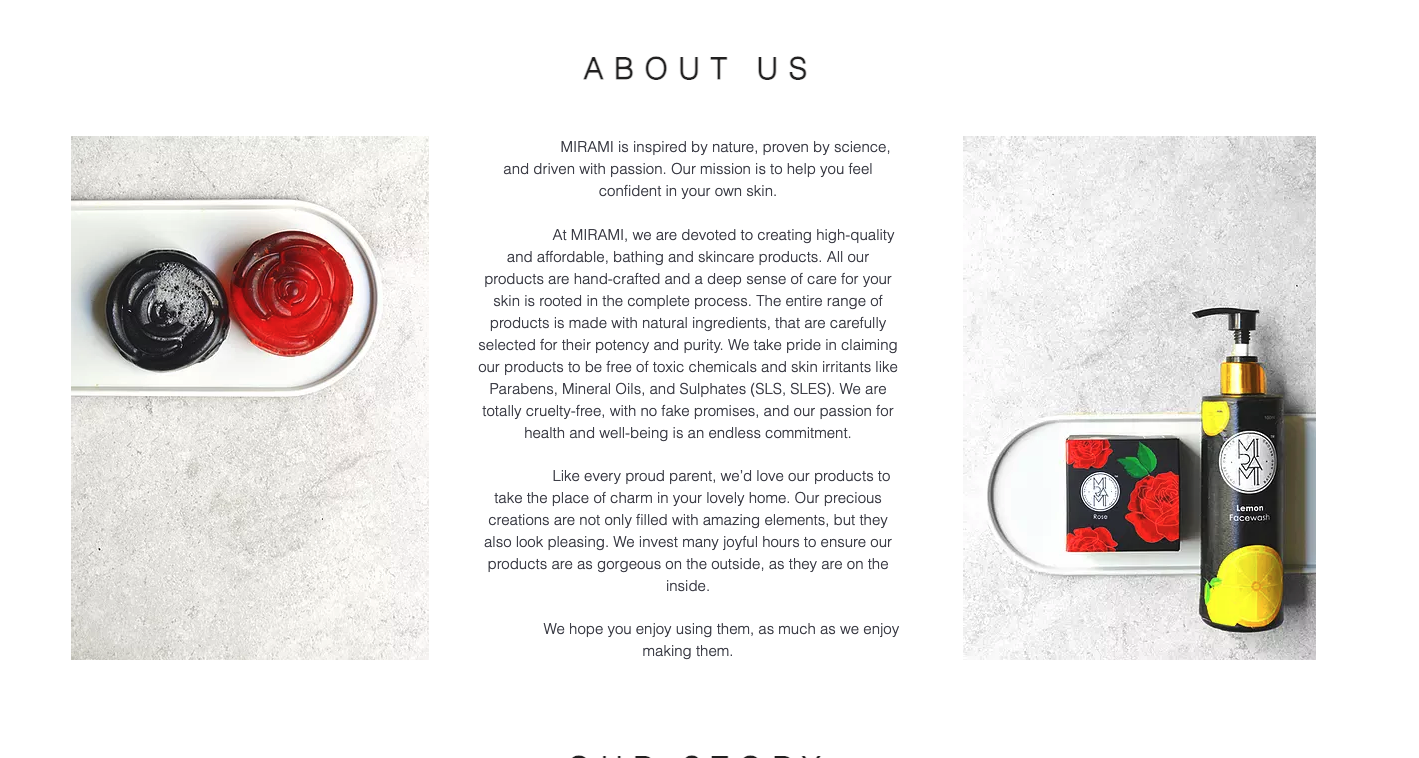 ABOUT US
MIRAMI is inspired by nature, proven by science,
and driven with passion. Our mission is to help you feel
confident in your own skin.
At MIRAMI, we are devoted to creating high-quality
and affordable, bathing and skincare products. All our
products are hand-crafted and a deep sense of care for your
skin is rooted in the complete process. The entire range of
products is made with natural ingredients, that are carefully
selected for their potency and purity. We take pride in claiming
our products to be free of toxic chemicals and skin irritants like
Parabens, Mineral Oils, and Sulphates (SLS, SLES). We are
totally cruelty-free, with no fake promises, and our passion for
health and well-being is an endless commitment.
Like every proud parent, we’d love our products to
take the place of charm in your lovely home. Our precious
creations are not only filled with amazing elements, but they
also look pleasing. We invest many joyful hours to ensure our
products are as gorgeous on the outside, as they are on the
inside.
We hope you enjoy using them, as much as we enjoy
making them.
MI
RA
MI
Rose
MI
RA
MI
Lemon
Facewash
OUR STORY